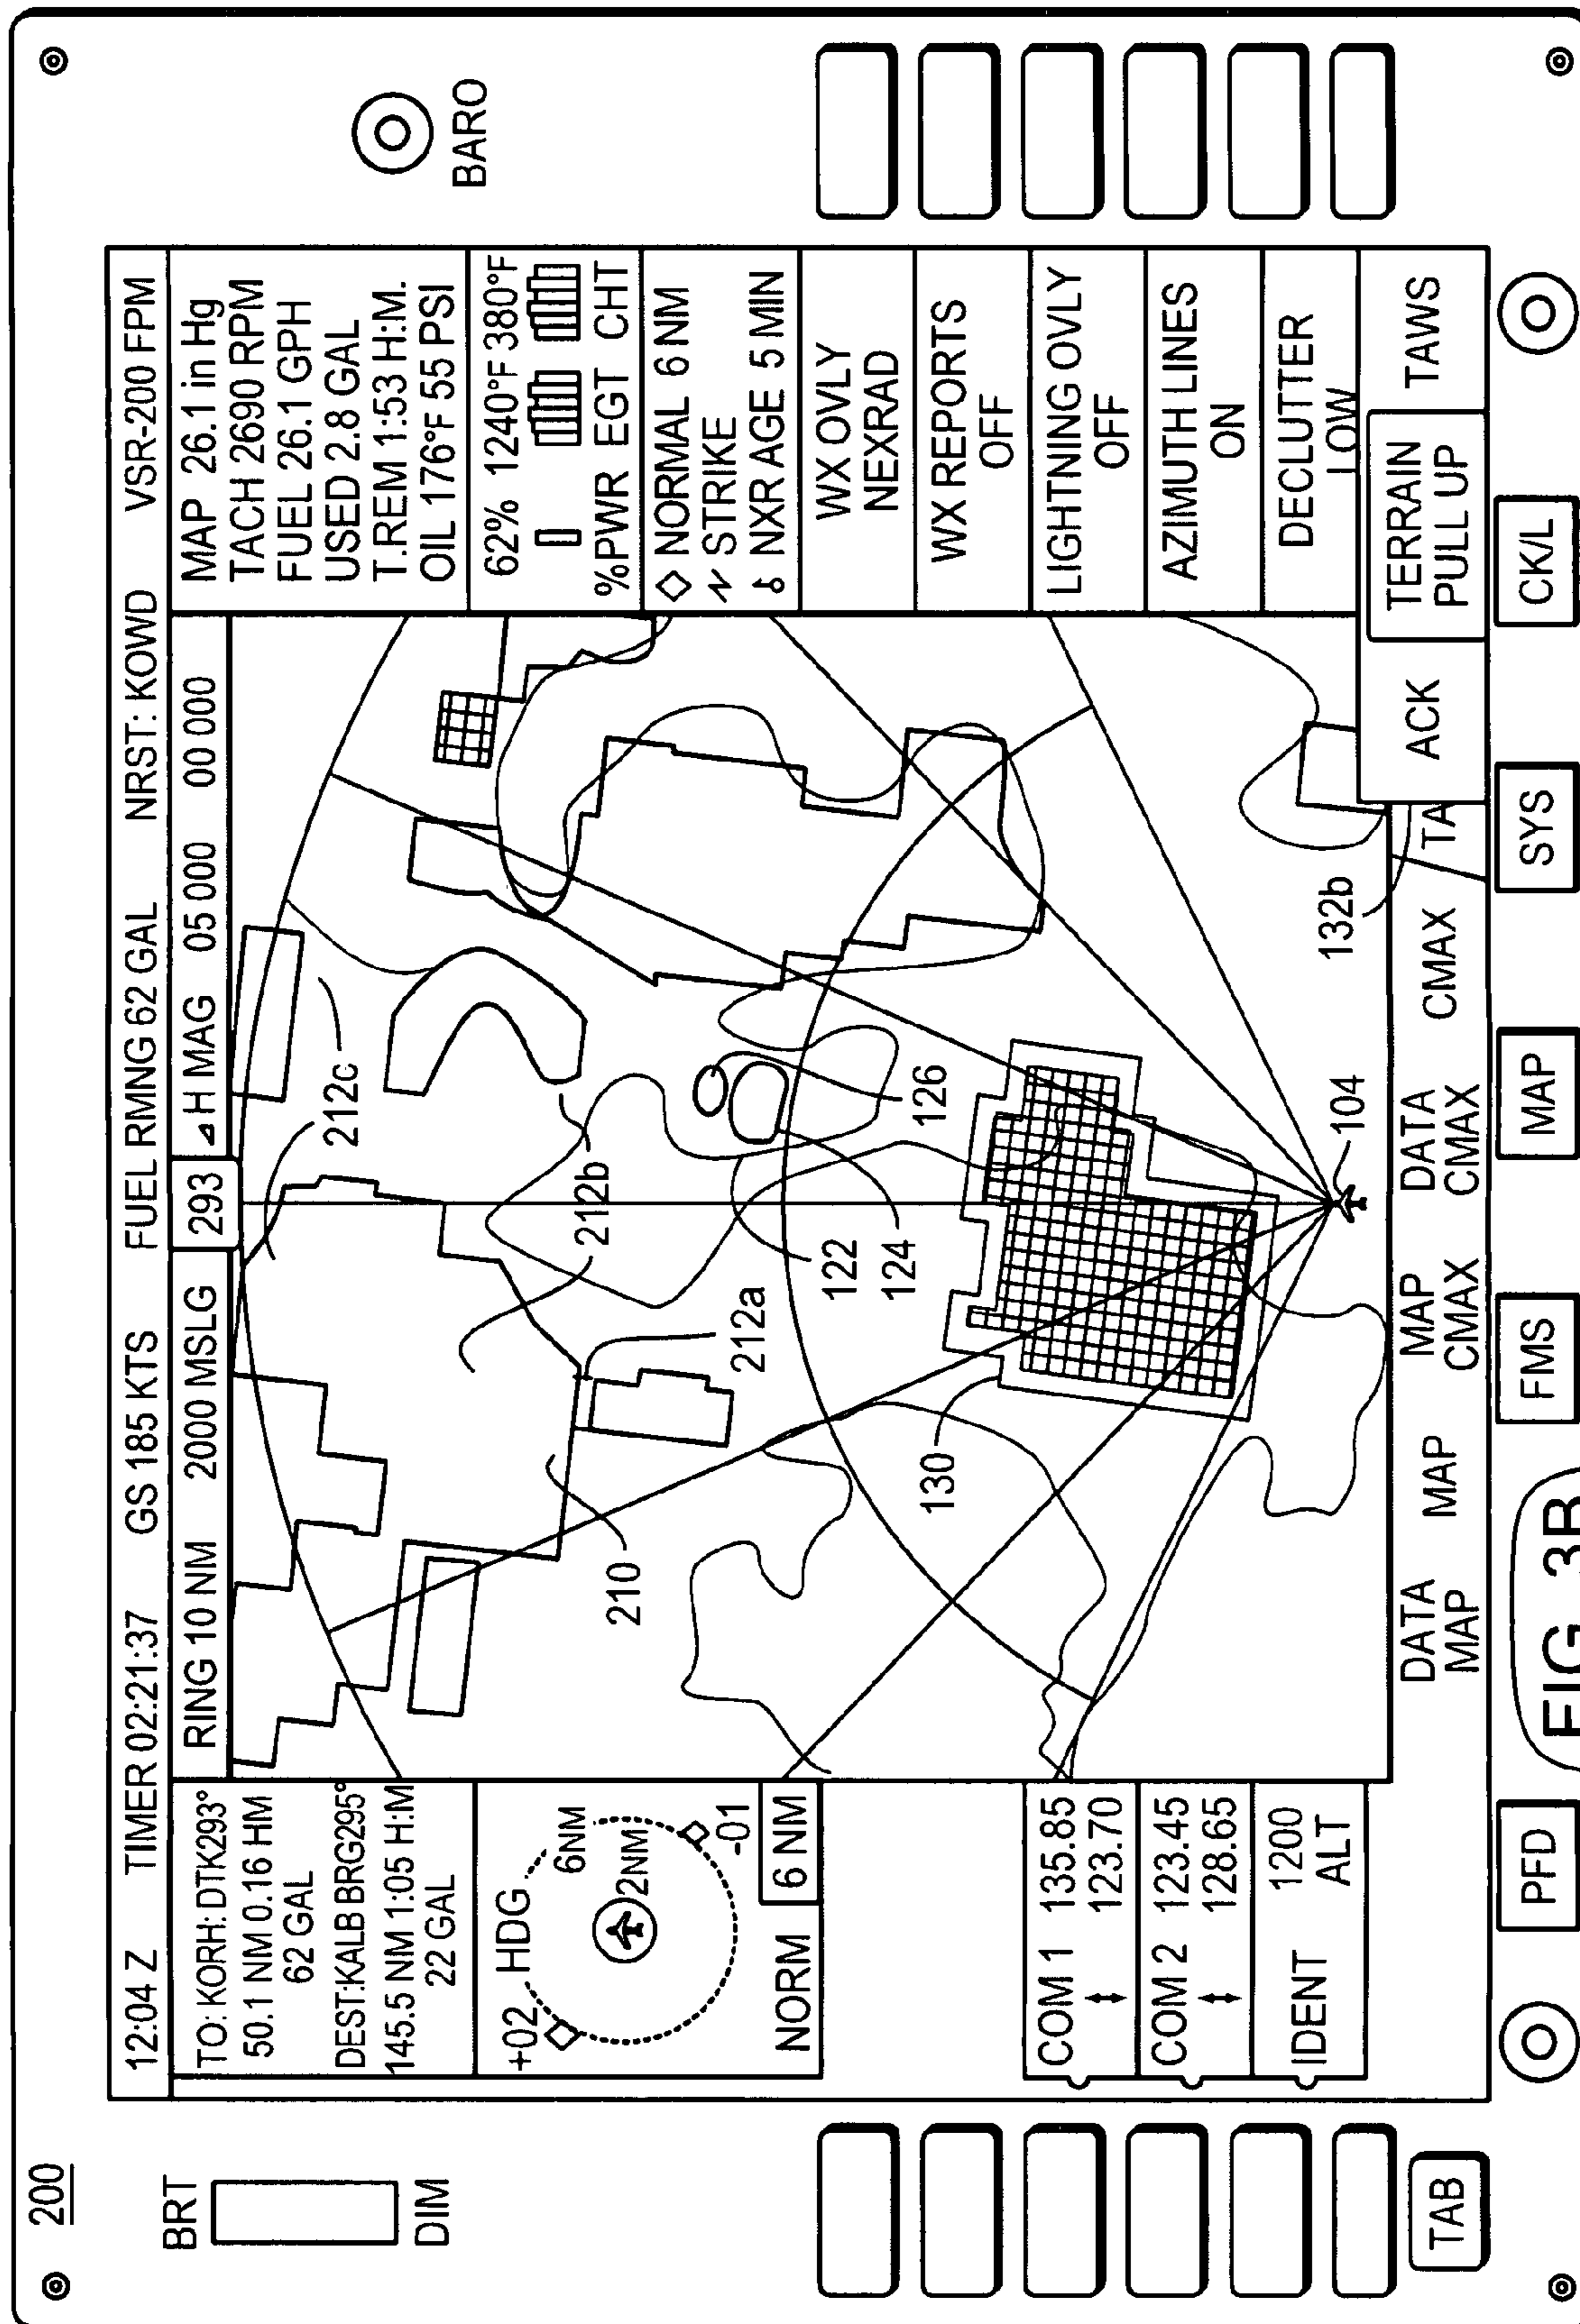 200
BRT
DIM
BARO
12:04 Z TIMER 02:21:37 GS 185 KTS FUEL RMNG 62 GAL NRST: KOWD VSR-200 FPM
TO: KORH: DTK293°
50.1 NM 0.16 HM
62 GAL
DEST:KALB BRG295°
145.5 NM 1:05 H:M
22 GAL
+02 HDG
6NM
2NM
-01
NORM 6 NM
COM 1 135.85
123.70
COM 2 123.45
128.65
IDENT 1200
ALT
RING 10 NM 2000 MSLG 293 ⊿ H MAG 05 000 00 000
212c
212b
210
212a
122
124
126
130
104
132b
MAP 26.1 in Hg
TACH 2690 RPM
FUEL 26.1 GPH
USED 2.8 GAL
T.REM 1:53 H:M.
OIL 176°F 55 PSI
62% 1240°F 380°F
%PWR EGT CHT
NORMAL 6 NM
STRIKE
NXR AGE 5 MIN
WX OVLY
NEXRAD
WX REPORTS
OFF
LIGHTNING OVLY
OFF
AZIMUTH LINES
ON
DECLUTTER
LOW
DATA
MAP
MAP
MAP
CMAX
DATA
CMAX
CMAX
TA
ACK
TERRAIN
PULL UP
TAWS
TAB
PFD
FMS
MAP
SYS
CK/L
FIG. 3B